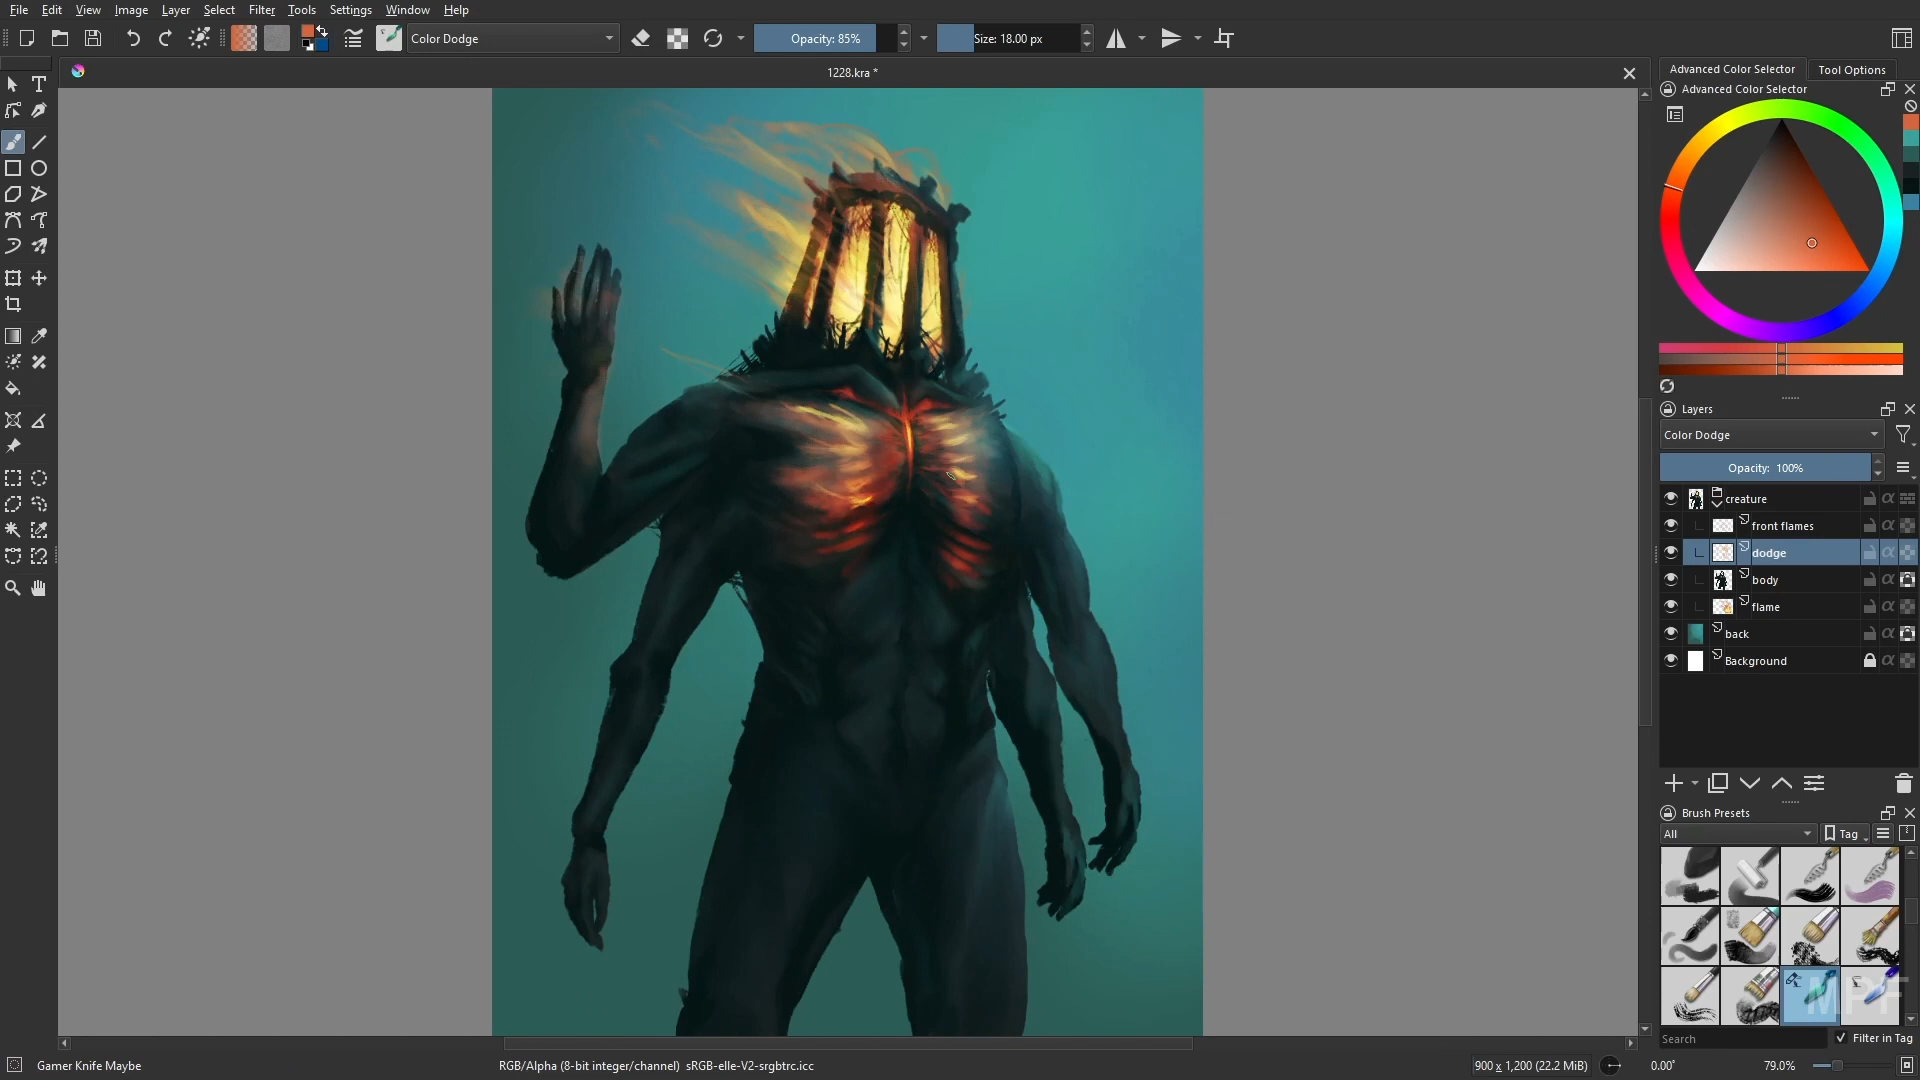 File Edit View Image Layer Select Filter Tools Settings Window Help
Color Dodge Opacity: 85% Size: 18.00 px
1228.kra *
Advanced Color Selector Tool Options
Advanced Color Selector
Layers
Color Dodge
Opacity: 100%
creature
front flames
dodge
body
flame
back
Background
Brush Presets
All Tag
MPF
Search Filter in Tag
Gamer Knife Maybe RGB/Alpha (8-bit integer/channel) sRGB-elle-V2-srgbtrc.icc 900 x 1,200 (22.2 MiB) 0.00° 79.0%